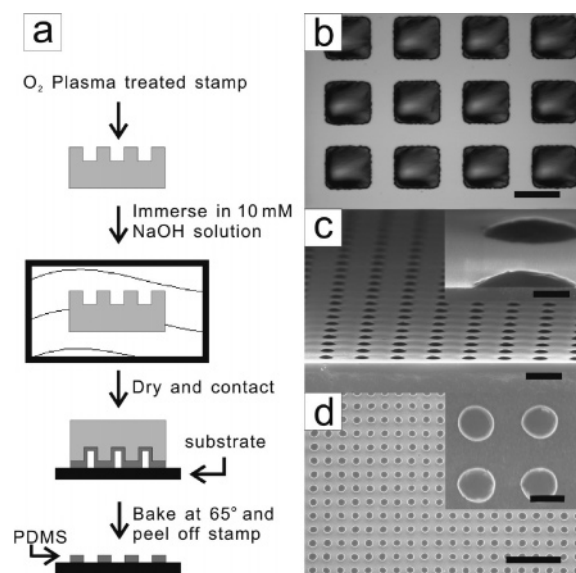 a
O₂ Plasma treated stamp
Immerse in 10 mM
NaOH solution
Dry and contact
substrate
Bake at 65° and
peel off stamp
PDMS
b
c
d